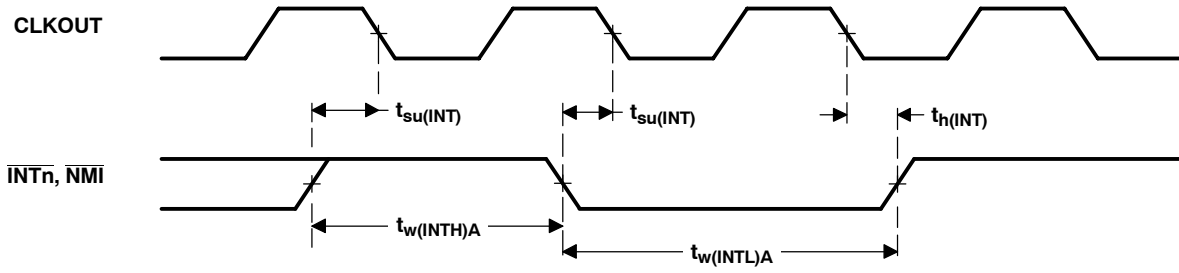 CLKOUT
tsu(INT) tsu(INT) th(INT)
INTn, NMI
tw(INTH)A
tw(INTL)A